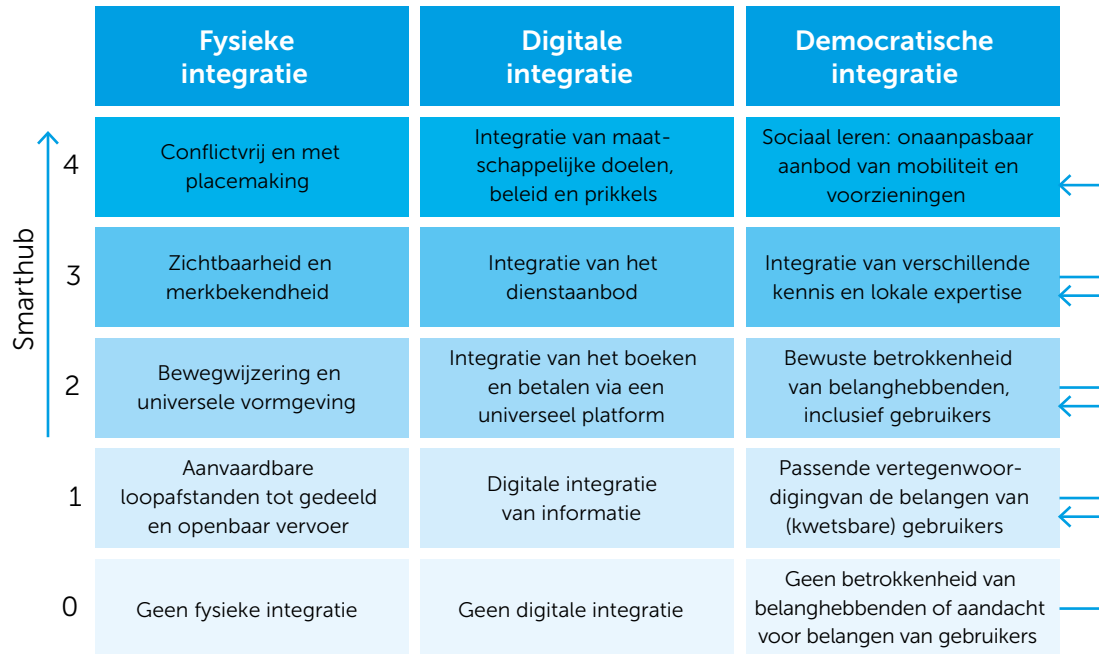 Fysieke
integratie
Digitale
integratie
Democratische
integratie
Smarthub
4
Conflictvrij en met
placemaking
Integratie van maat-
schappelijke doelen,
beleid en prikkels
Sociaal leren: onaanpasbaar
aanbod van mobiliteit en
voorzieningen
3
Zichtbaarheid en
merkbekendheid
Integratie van het
dienstaanbod
Integratie van verschillende
kennis en lokale expertise
2
Bewegwijzering en
universele vormgeving
Integratie van het boeken
en betalen via een
universeel platform
Bewuste betrokkenheid
van belanghebbenden,
inclusief gebruikers
1
Aanvaardbare
loopafstanden tot gedeeld
en openbaar vervoer
Digitale integratie
van informatie
Passende vertegenwoor-
digingvan de belangen van
(kwetsbare) gebruikers
0
Geen fysieke integratie
Geen digitale integratie
Geen betrokkenheid van
belanghebbenden of aandacht
voor belangen van gebruikers